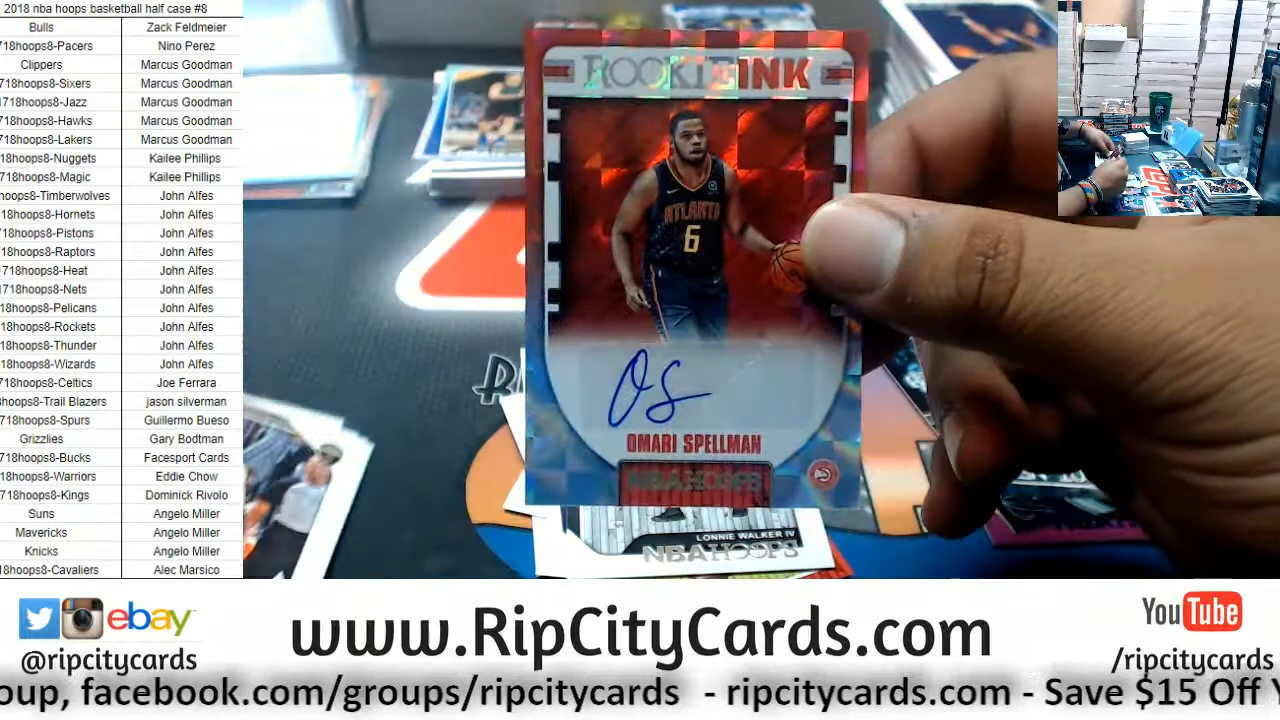 2018 nba hoops basketball half case #8
Bulls Zack Feldmeier
718hoops8-Pacers Nino Perez
Clippers Marcus Goodman
718hoops8-Sixers Marcus Goodman
718hoops8-Jazz Marcus Goodman
718hoops8-Hawks Marcus Goodman
718hoops8-Lakers Marcus Goodman
18hoops8-Nuggets Kailee Phillips
718hoops8-Magic Kailee Phillips
hoops8-Timberwolves John Alfes
18hoops8-Hornets John Alfes
718hoops8-Pistons John Alfes
18hoops8-Raptors John Alfes
718hoops8-Heat John Alfes
718hoops8-Nets John Alfes
18hoops8-Pelicans John Alfes
18hoops8-Rockets John Alfes
18hoops8-Thunder John Alfes
18hoops8-Wizards John Alfes
718hoops8-Celtics Joe Ferrara
8hoops8-Trail Blazers jason silverman
718hoops8-Spurs Guillermo Bueso
Grizzlies Gary Bodtman
718hoops8-Bucks Facesport Cards
18hoops8-Warriors Eddie Chow
718hoops8-Kings Dominick Rivolo
Suns Angelo Miller
Mavericks Angelo Miller
Knicks Angelo Miller
18hoops8-Cavaliers Alec Marsico
ROOKIE INK
ATLANTA
6
OS
OMARI SPELLMAN
NBA HOOPS
LONNIE WALKER IV
NBA HOOPS
ebay
@ripcitycards
www.RipCityCards.com
YouTube
/ripcitycards
oup, facebook.com/groups/ripcitycards - ripcitycards.com - Save $15 Off Y